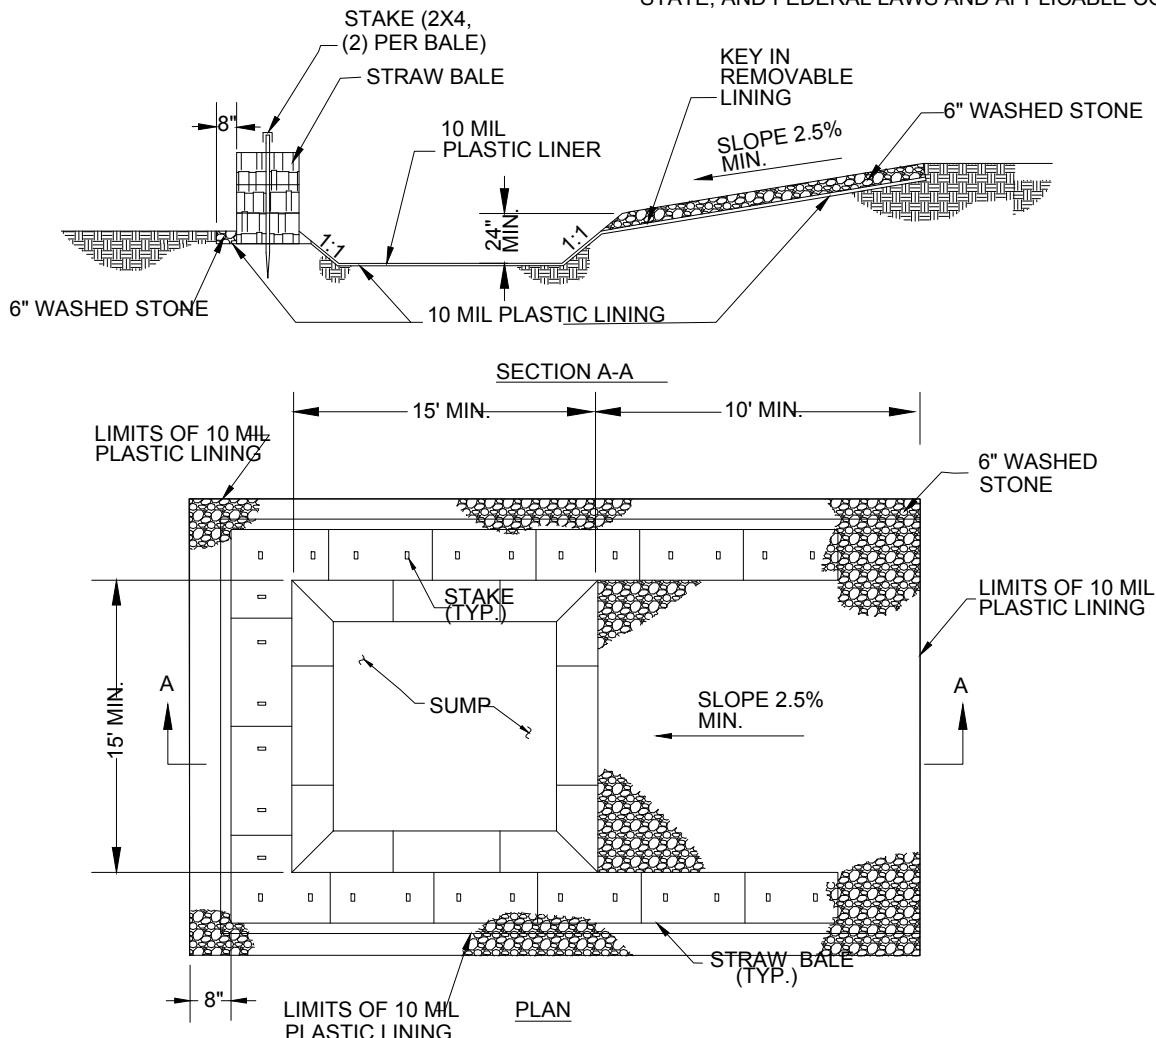 STATE, AND FEDERAL LAWS AND APPLICABLE
STAKE (2X4,
(2) PER BALE)
STRAW BALE
KEY IN
REMOVABLE
LINING
6" WASHED STONE
8"
10 MIL
PLASTIC LINER
SLOPE 2.5%
MIN.
24"
MIN.
1:1
1:1
6" WASHED STONE
10 MIL PLASTIC LINING
SECTION A-A
15' MIN.
10' MIN.
LIMITS OF 10 MIL
PLASTIC LINING
6" WASHED
STONE
STAKE
(TYP.)
LIMITS OF 10 MIL
PLASTIC LINING
A
A
15' MIN.
SUMP
SLOPE 2.5%
MIN.
STRAW BALE
(TYP.)
8"
LIMITS OF 10 MIL
PLASTIC LINING
PLAN